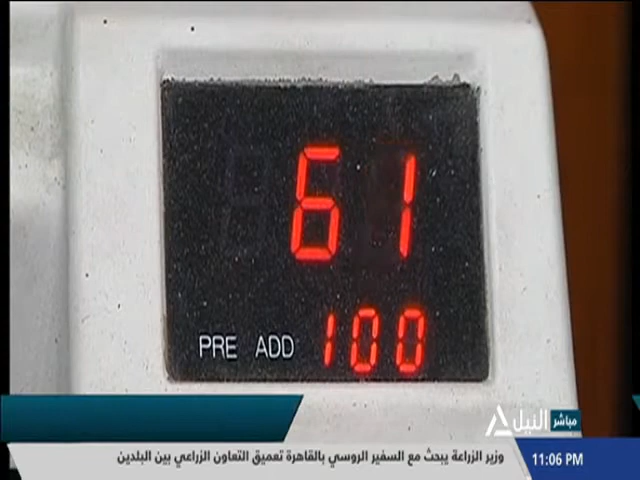 61
PRE ADD 100
النيل مباشر
وزير الزراعة يبحث مع السفير الروسي بالقاهرة تعميق التعاون الزراعي بين البلدين
11:06 PM